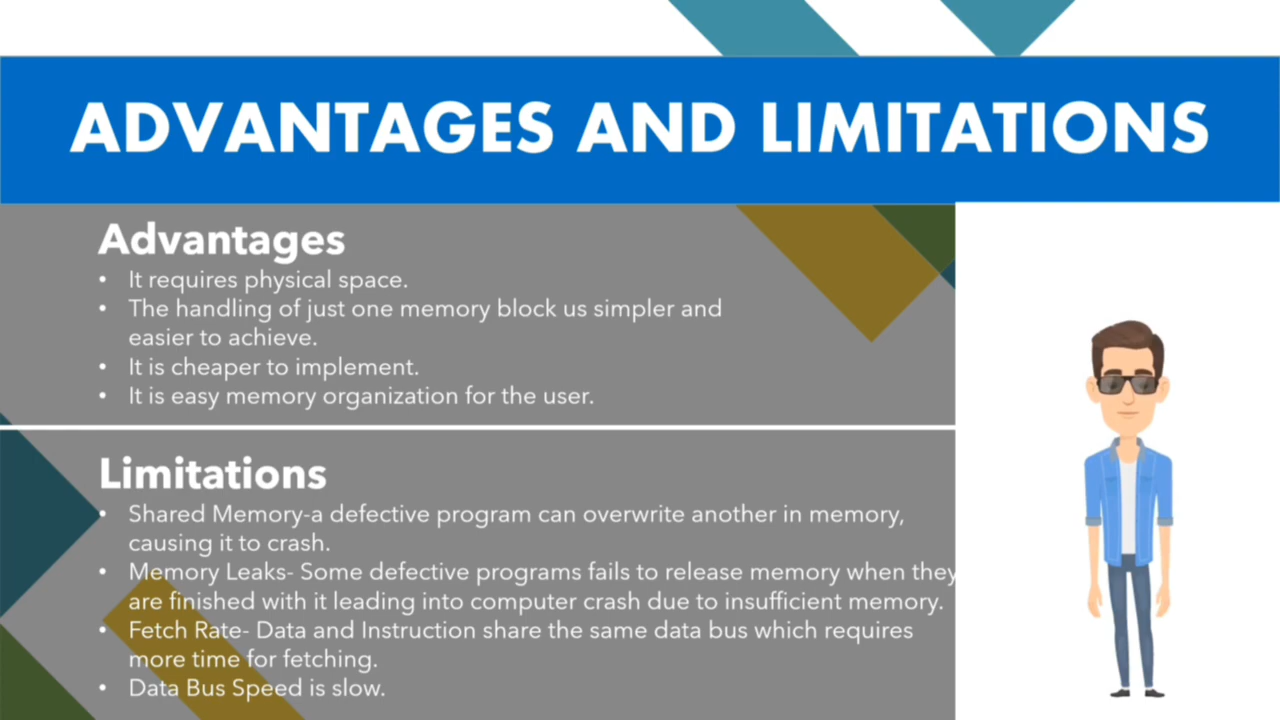 ADVANTAGES AND LIMITATIONS
Advantages
• It requires physical space.
• The handling of just one memory block us simpler and
easier to achieve.
• It is cheaper to implement.
• It is easy memory organization for the user.
Limitations
• Shared Memory-a defective program can overwrite another in memory,
causing it to crash.
• Memory Leaks- Some defective programs fails to release memory when they
are finished with it leading into computer crash due to insufficient memory.
• Fetch Rate- Data and Instruction share the same data bus which requires
more time for fetching.
• Data Bus Speed is slow.